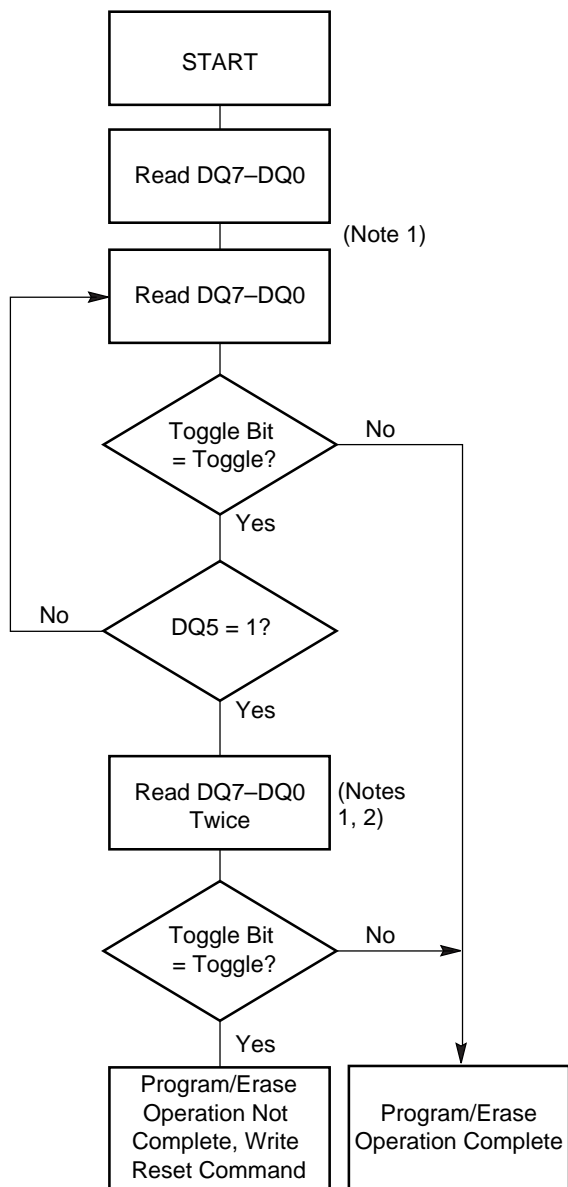 START
Read DQ7–DQ0
(Note 1)
Read DQ7–DQ0
Toggle Bit
= Toggle?
No
Yes
No
DQ5 = 1?
Yes
Read DQ7–DQ0
Twice
(Notes
1, 2)
Toggle Bit
= Toggle?
No
Yes
Program/Erase
Operation Not
Complete, Write
Reset Command
Program/Erase
Operation Complete